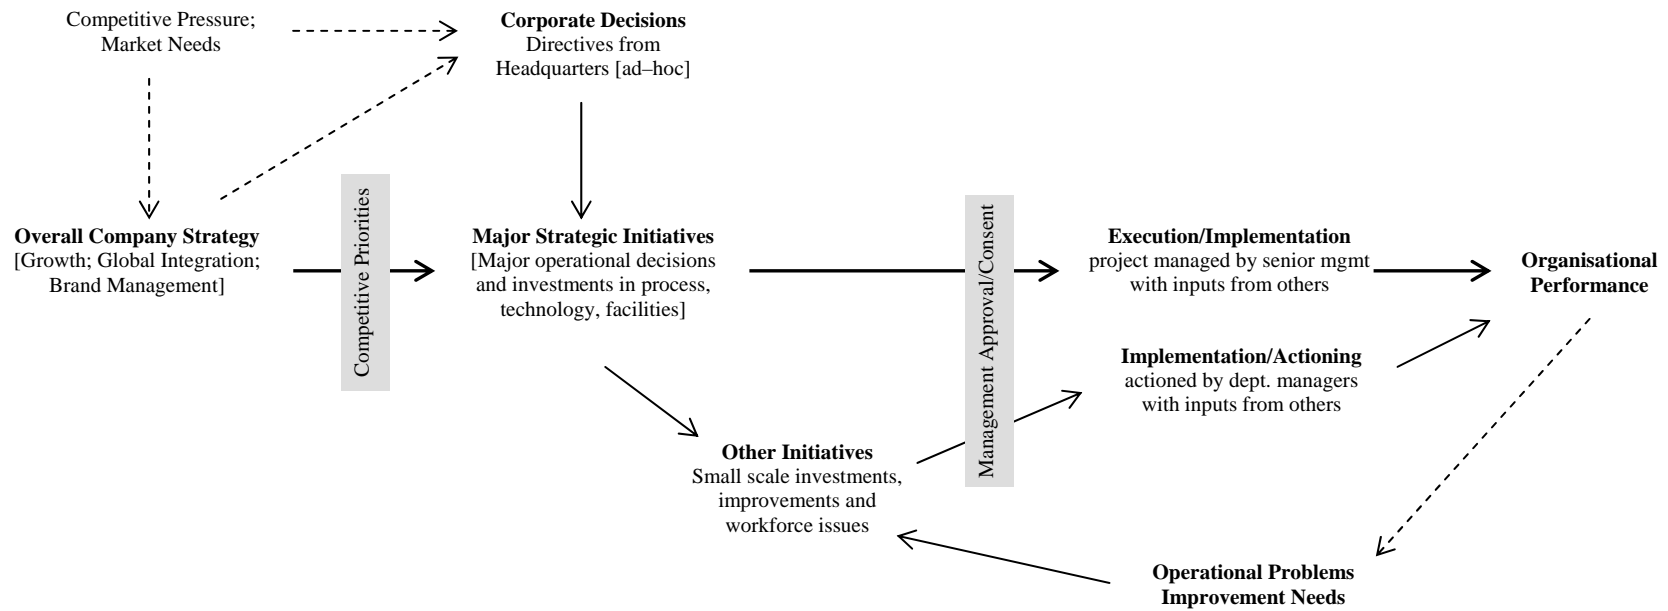 Competitive Pressure;
Market Needs
Corporate Decisions
Directives from
Headquarters [ad–hoc]
Overall Company Strategy
[Growth; Global Integration;
Brand Management]
Competitive Priorities
Major Strategic Initiatives
[Major operational decisions
and investments in process,
technology, facilities]
Management Approval/Consent
Execution/Implementation
project managed by senior mgmt
with inputs from others
Organisational
Performance
Implementation/Actioning
actioned by dept. managers
with inputs from others
Other Initiatives
Small scale investments,
improvements and
workforce issues
Operational Problems
Improvement Needs